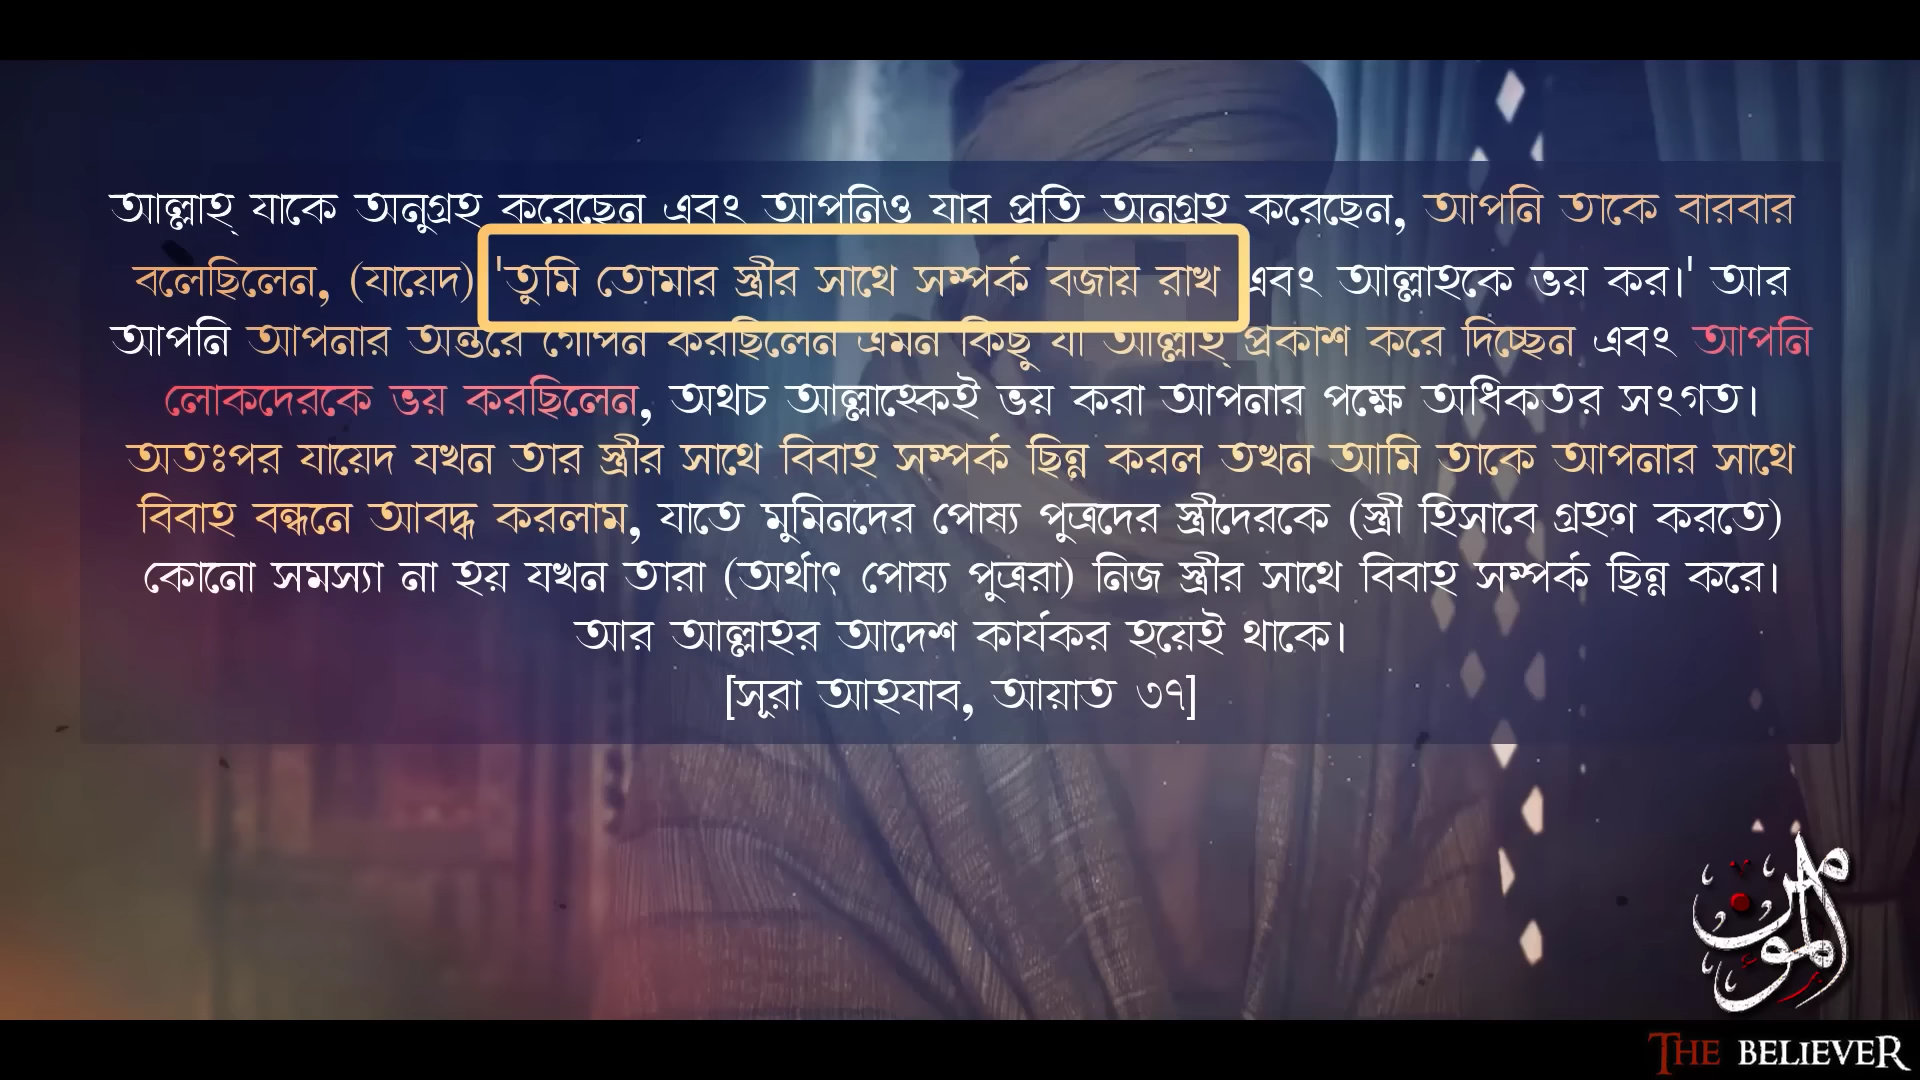 আল্লাহ্ যাকে অনুগ্রহ করেছেন এবং আপনিও যার প্রতি অনুগ্রহ করেছেন, আপনি তাকে বারবার
বলেছিলেন, (যায়েদ) 'তুমি তোমার স্ত্রীর সাথে সম্পর্ক বজায় রাখ এবং আল্লাহকে ভয় কর।' আর
আপনি আপনার অন্তরে গোপন করছিলেন এমন কিছু যা আল্লাহ্ প্রকাশ করে দিচ্ছেন এবং আপনি
লোকদেরকে ভয় করছিলেন, অথচ আল্লাহ্কেই ভয় করা আপনার পক্ষে অধিকতর সংগত।
অতঃপর যায়েদ যখন তার স্ত্রীর সাথে বিবাহ সম্পর্ক ছিন্ন করল তখন আমি তাকে আপনার সাথে
বিবাহ বন্ধনে আবদ্ধ করলাম, যাতে মুমিনদের পোষ্য পুত্রদের স্ত্রীদেরকে (স্ত্রী হিসাবে গ্রহণ করতে)
কোনো সমস্যা না হয় যখন তারা (অর্থাৎ পোষ্য পুত্ররা) নিজ স্ত্রীর সাথে বিবাহ সম্পর্ক ছিন্ন করে।
আর আল্লাহর আদেশ কার্যকর হয়েই থাকে।
[সূরা আহযাব, আয়াত ৩৭]
المؤمن
THE BELIEVER